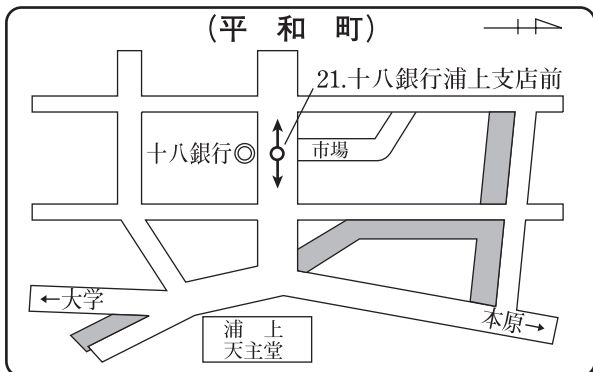 (平 和 町)
21.十八銀行浦上支店前
十八銀行
市場
←大学
本原→
浦 上
天主堂